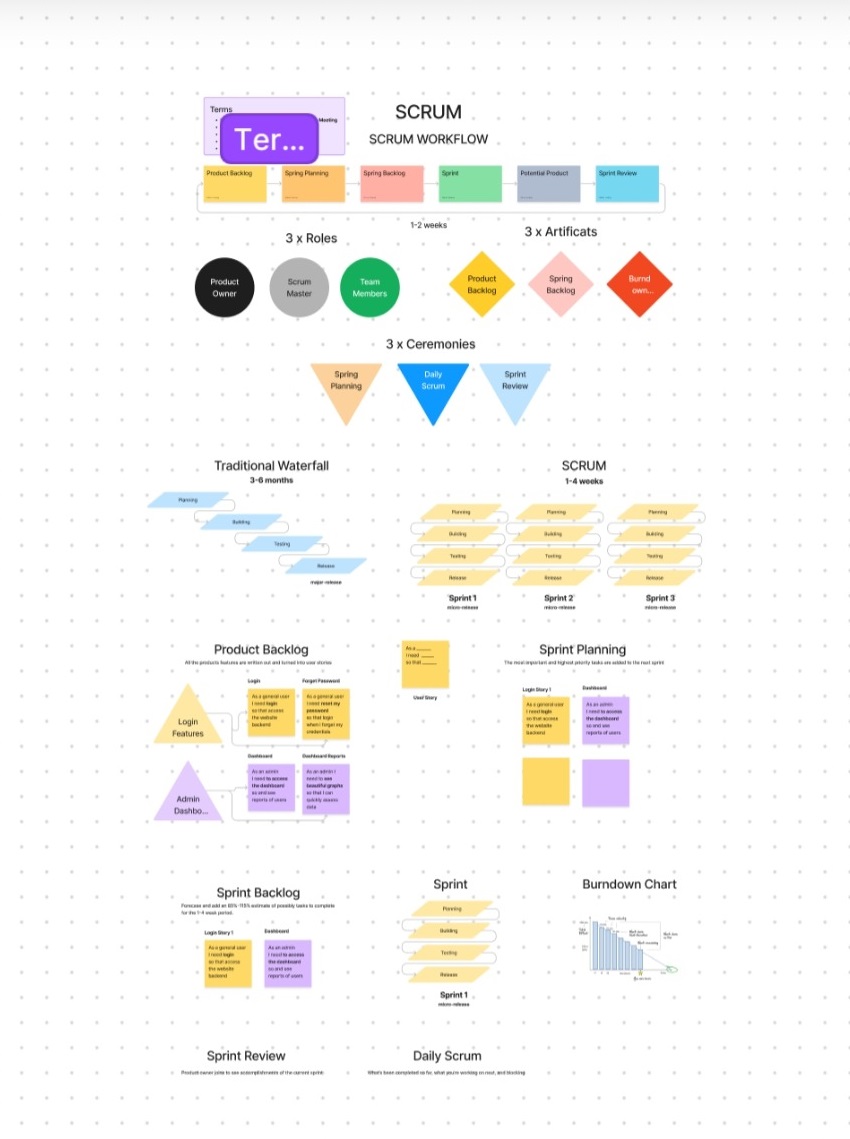 Terms
Meeting
Ter...
SCRUM
SCRUM WORKFLOW
Product Backlog
Spring Planning
Spring Backlog
Sprint
Potential Product
Sprint Review
1-2 weeks
3 x Roles
3 x Artificats
Product
Owner
Scrum
Master
Team
Members
Product
Backlog
Spring
Backlog
Burnd
own...
3 x Ceremonies
Spring
Planning
Daily
Scrum
Sprint
Review
Traditional Waterfall
3-6 months
Planning
Building
Testing
Release
major-release
SCRUM
1-4 weeks
Planning
Building
Testing
Release
Sprint 1
micro-release
Planning
Building
Testing
Release
Sprint 2
micro-release
Planning
Building
Testing
Release
Sprint 3
micro-release
Product Backlog
All the products features are written out and turned into user stories
Login
Features
Login
As a general user
I need login
so that access
the website
backend
Forgot Password
As a general user
I need reset my
password
so that login
when I forget my
credentials
Admin
Dashbo...
Dashboard
As an admin
I need to access
the dashboard
so and see
reports of users
Dashboard Reports
As an admin I
need to see
beautiful graphs
so that I can
quickly assess
data
As a
I need
so that
User Story
Sprint Planning
The most important and highest priority tasks are added to the next sprint
Login Story 1
As a general user
I need login
so that access
the website
backend
Dashboard
As an admin
I need to access
the dashboard
so and see
reports of users
Sprint Backlog
Forecase and add an 80%-110% estimate of possibly tasks to complete
for the 1-4 week period.
Login Story 1
As a general user
I need login
so that access
the website
backend
Dashboard
As an admin
I need to access
the dashboard
so and see
reports of users
Sprint
Planning
Building
Testing
Release
Sprint 1
micro-release
Burndown Chart
Sprint Review
Product owner joins to see accomplishments of the current sprint.
Daily Scrum
What's been completed so far, what you're working on next, and blocking